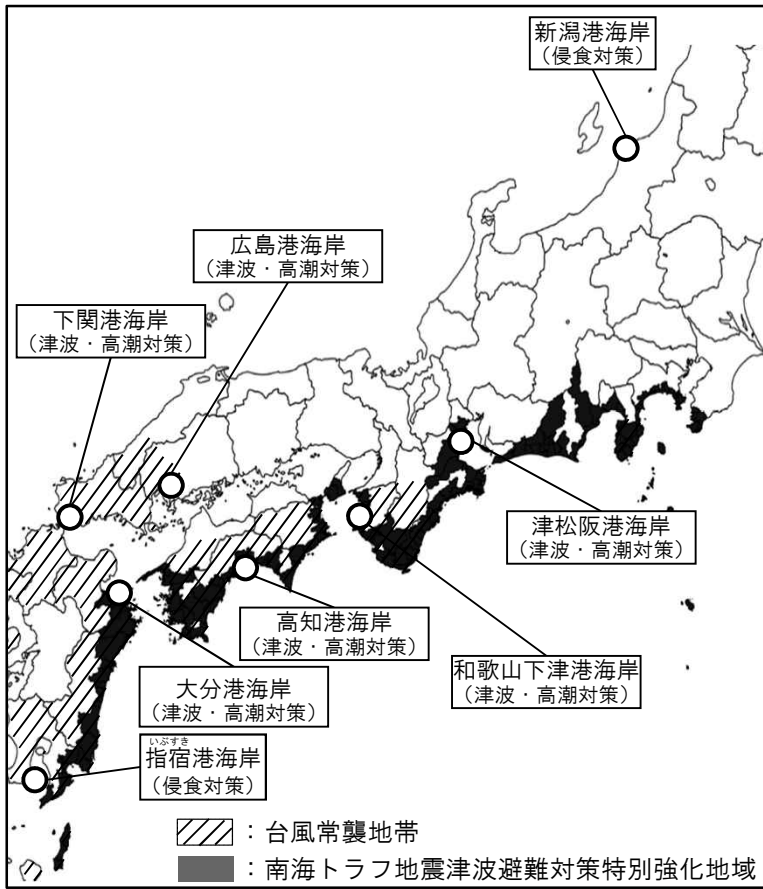 新潟港海岸
（侵食対策）
広島港海岸
（津波・高潮対策）
下関港海岸
（津波・高潮対策）
津松阪港海岸
（津波・高潮対策）
高知港海岸
（津波・高潮対策）
和歌山下津港海岸
（津波・高潮対策）
大分港海岸
（津波・高潮対策）
いぶすき
指宿港海岸
（侵食対策）
：台風常襲地帯
：南海トラフ地震津波避難対策特別強化地域